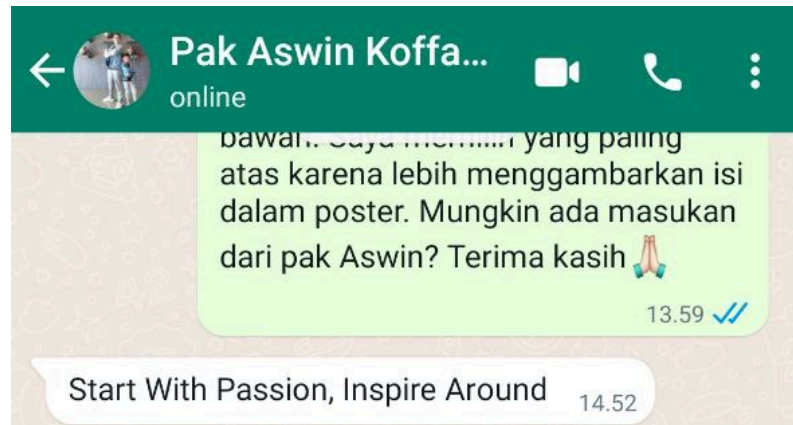 Pak Aswin Koffa...
online
yang paling
atas karena lebih menggambarkan isi
dalam poster. Mungkin ada masukan
dari pak Aswin? Terima kasih
13.59
Start With Passion, Inspire Around
14.52